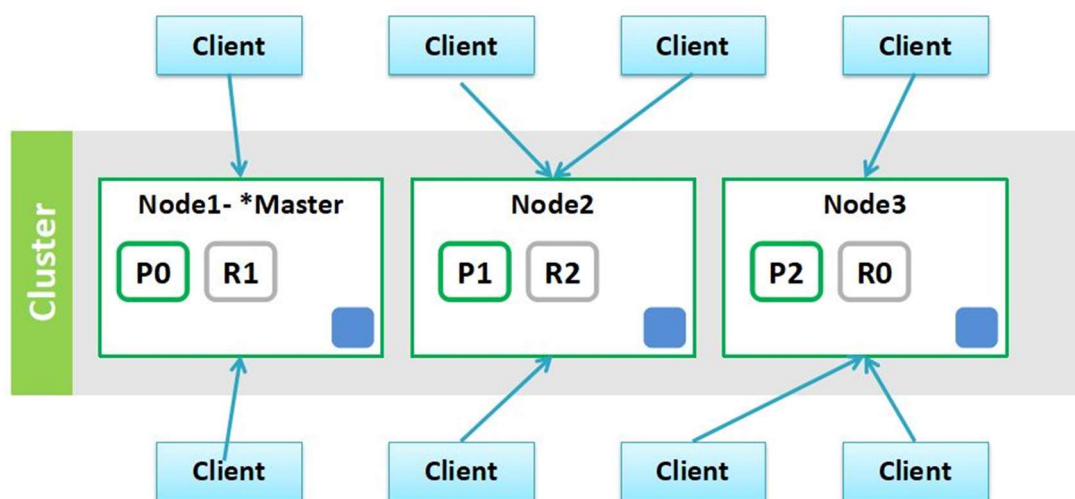 Client
Client
Client
Client
Cluster
Node1- *Master
P0
R1
Node2
P1
R2
Node3
P2
R0
Client
Client
Client
Client